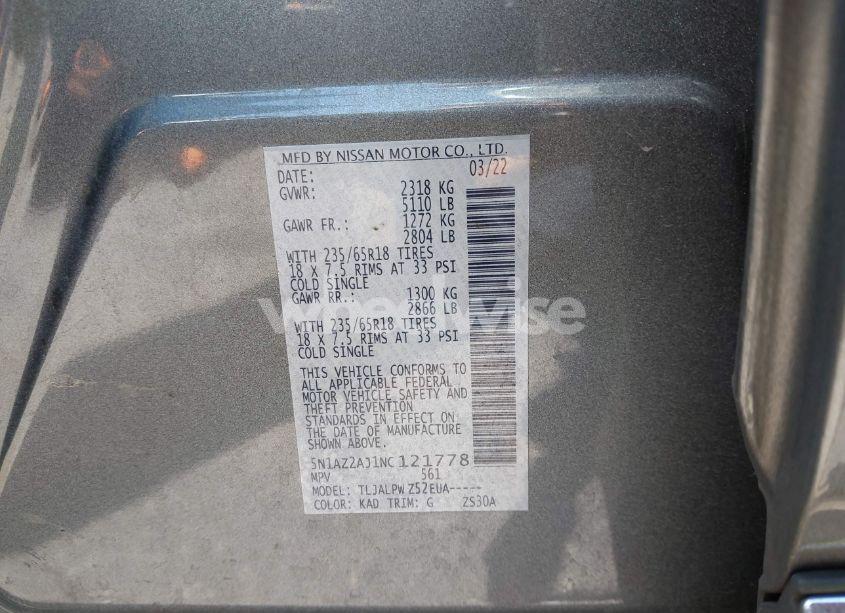 MFD BY NISSAN MOTOR CO., LTD.
DATE: 03/22
GVWR: 2318 KG
5110 LB
GAWR FR.: 1272 KG
2804 LB
WITH 235/65R18 TIRES
18 X 7.5 RIMS AT 33 PSI
COLD SINGLE
GAWR RR.: 1300 KG
2866 LB
WITH 235/65R18 TIRES
18 X 7.5 RIMS AT 33 PSI
COLD SINGLE
THIS VEHICLE CONFORMS TO
ALL APPLICABLE FEDERAL
MOTOR VEHICLE SAFETY AND
THEFT PREVENTION
STANDARDS IN EFFECT ON
THE DATE OF MANUFACTURE
SHOWN ABOVE.
5N1AZ2AJ1NC121778
MPV 561
MODEL: TLJALPW Z52EUA-----
COLOR: KAD TRIM: G ZS30A
wheelwise